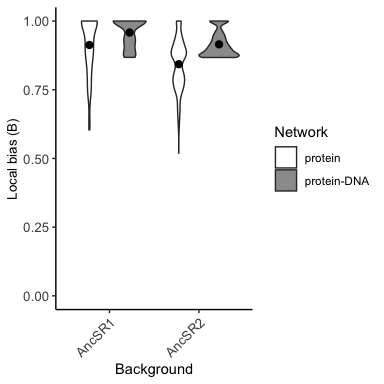 1.00
0.75
0.50
0.25
0.00
Local bias (B)
AncSR1
AncSR2
Background
Network
protein
protein-DNA